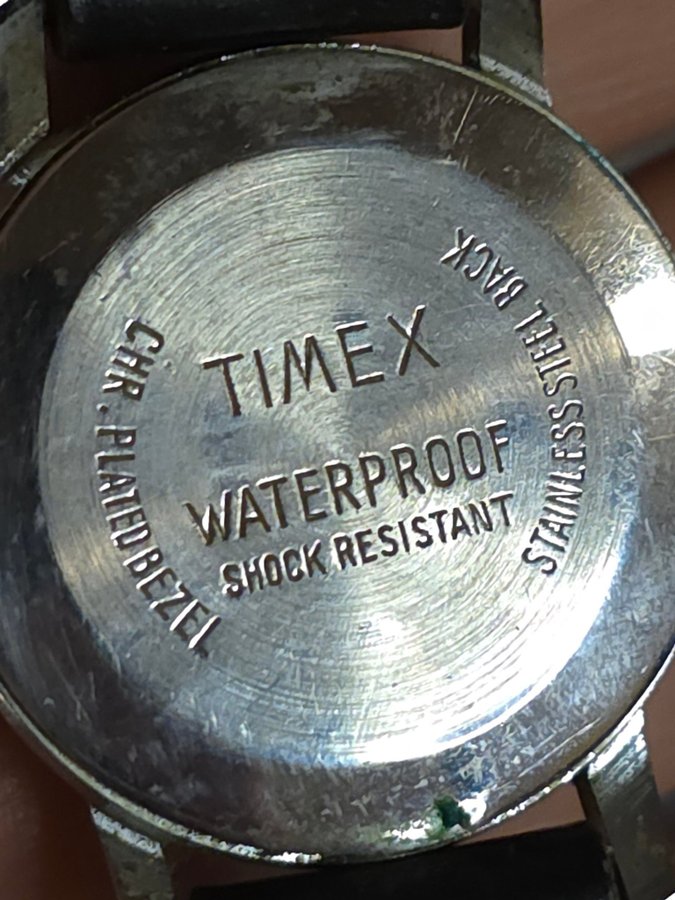 TIMEX
WATERPROOF
SHOCK RESISTANT
CHR. PLATED BEZEL
STAINLESS STEEL BACK